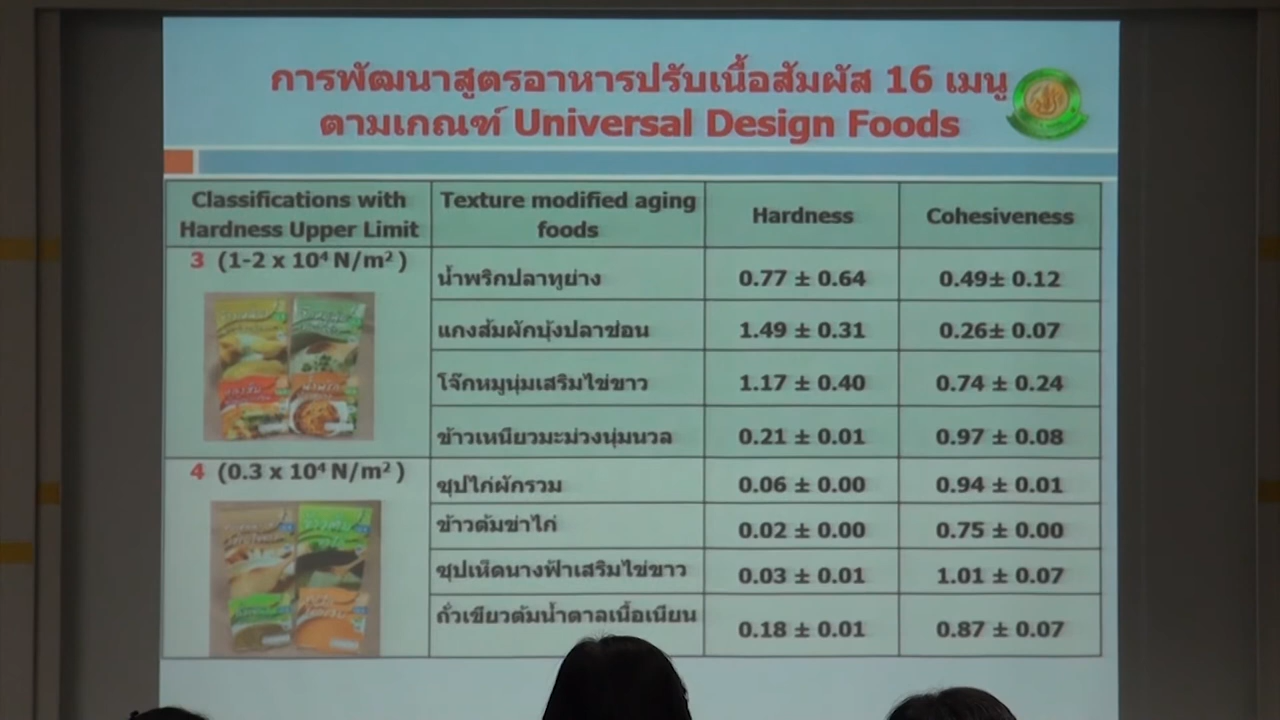 การพัฒนาสูตรอาหารปรับเนื้อสัมผัส 16 เมนู
ตามเกณฑ์ Universal Design Foods
Classifications with Hardness Upper Limit
Texture modified aging foods
Hardness
Cohesiveness
3 (1-2 x 10⁴ N/m² )
น้ำพริกปลาทูย่าง 0.77 ± 0.64 0.49± 0.12
แกงส้มผักบุ้งปลาช่อน 1.49 ± 0.31 0.26± 0.07
โจ๊กหมูนุ่มเสริมไข่ขาว 1.17 ± 0.40 0.74 ± 0.24
ข้าวเหนียวมะม่วงนุ่มนวล 0.21 ± 0.01 0.97 ± 0.08
4 (0.3 x 10⁴ N/m² )
ซุปไก่ผักรวม 0.06 ± 0.00 0.94 ± 0.01
ข้าวต้มข่าไก่ 0.02 ± 0.00 0.75 ± 0.00
ซุปเห็ดนางฟ้าเสริมไข่ขาว 0.03 ± 0.01 1.01 ± 0.07
ถั่วเขียวต้มน้ำตาลเนื้อเนียน 0.18 ± 0.01 0.87 ± 0.07